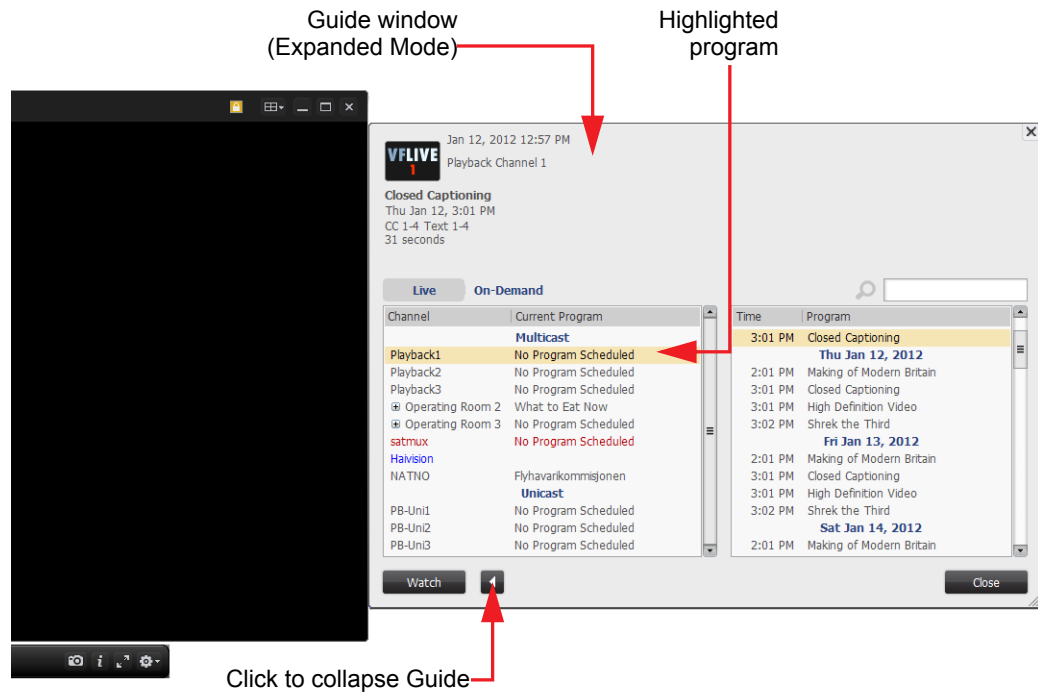 Guide window
(Expanded Mode)
Highlighted
program
VFLIVE
1
Jan 12, 2012 12:57 PM
Playback Channel 1
Closed Captioning
Thu Jan 12, 3:01 PM
CC 1-4 Text 1-4
31 seconds
Live On-Demand
Channel Current Program
Multicast
Playback1 No Program Scheduled
Playback2 No Program Scheduled
Playback3 No Program Scheduled
Operating Room 2 What to Eat Now
Operating Room 3 No Program Scheduled
satmux No Program Scheduled
Haivision
NATNO Flyhavarikommisjonen
Unicast
PB-Uni1 No Program Scheduled
PB-Uni2 No Program Scheduled
PB-Uni3 No Program Scheduled
Time Program
3:01 PM Closed Captioning
Thu Jan 12, 2012
2:01 PM Making of Modern Britain
3:01 PM Closed Captioning
3:01 PM High Definition Video
3:02 PM Shrek the Third
Fri Jan 13, 2012
2:01 PM Making of Modern Britain
3:01 PM Closed Captioning
3:01 PM High Definition Video
3:02 PM Shrek the Third
Sat Jan 14, 2012
2:01 PM Making of Modern Britain
Watch Close
Click to collapse Guide